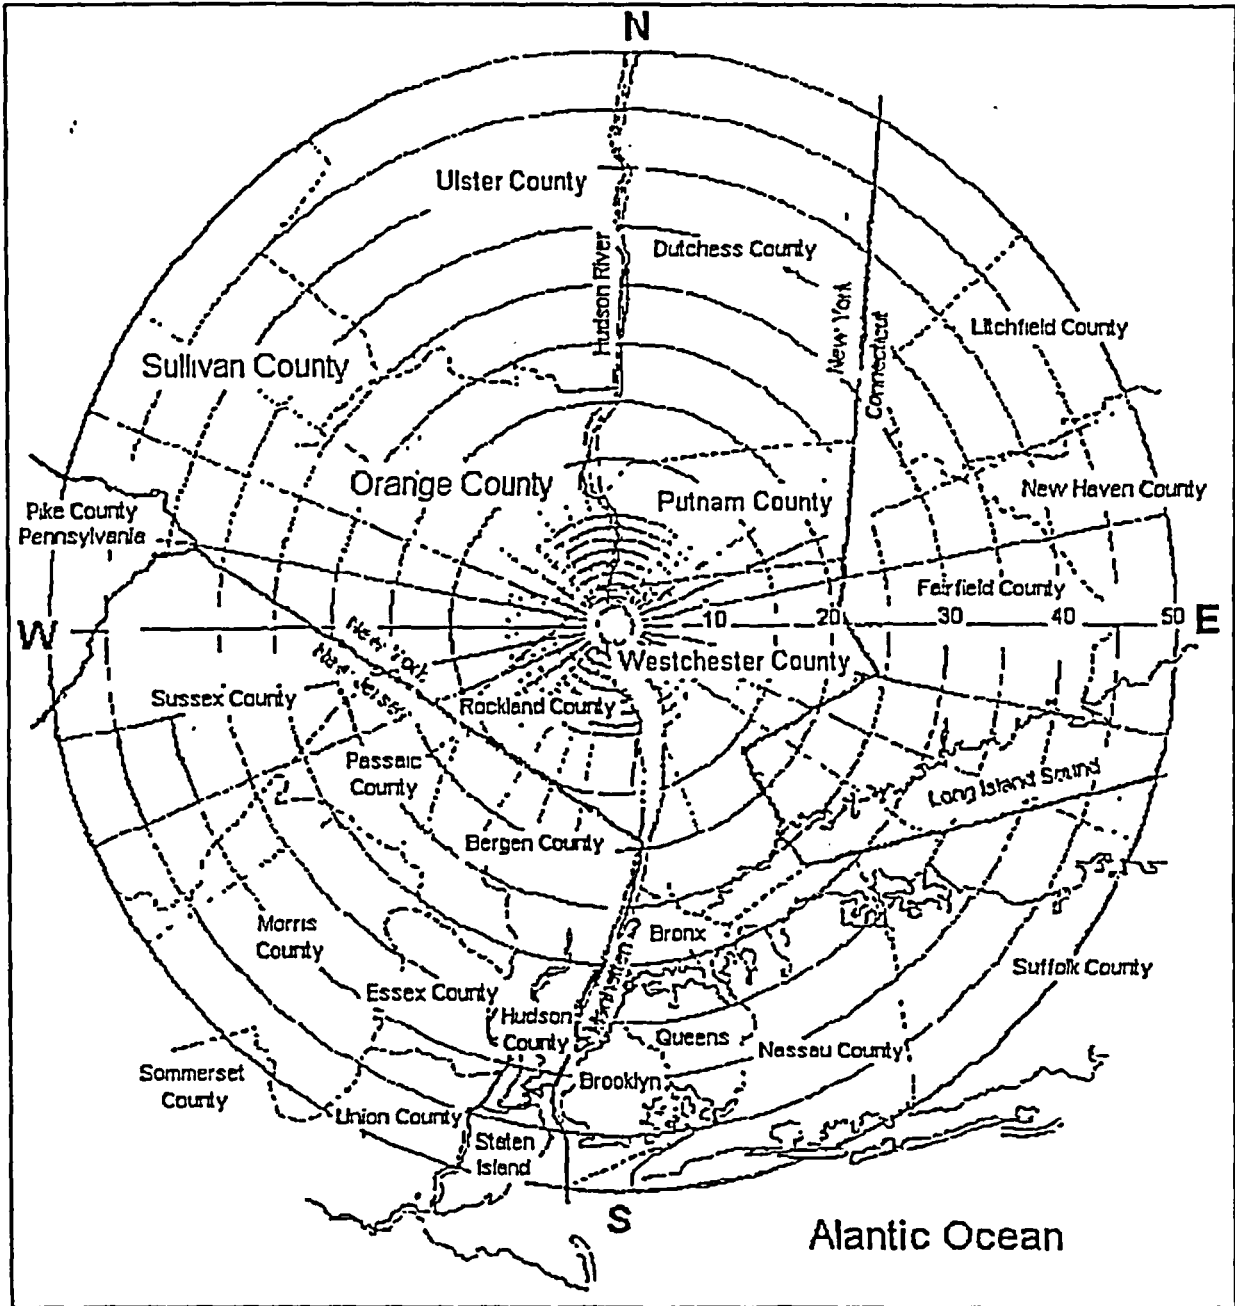 N
Ulster County
Hudson River
Dutchess County
New York
Connecticut
Litchfield County
Sullivan County
Orange County
Putnam County
New Haven County
Pike County
Pennsylvania
Fairfield County
W
10 20 30 40 50 E
New York
New Jersey
Westchester County
Sussex County
Rockland County
Passaic
County
Long Island Sound
Bergen County
Morris
County
Bronx
Manhattan
Suffolk County
Essex County
Hudson
County
Queens
Nassau County
Sommerset
County
Brooklyn
Union County
Staten
Island
S
Alantic Ocean